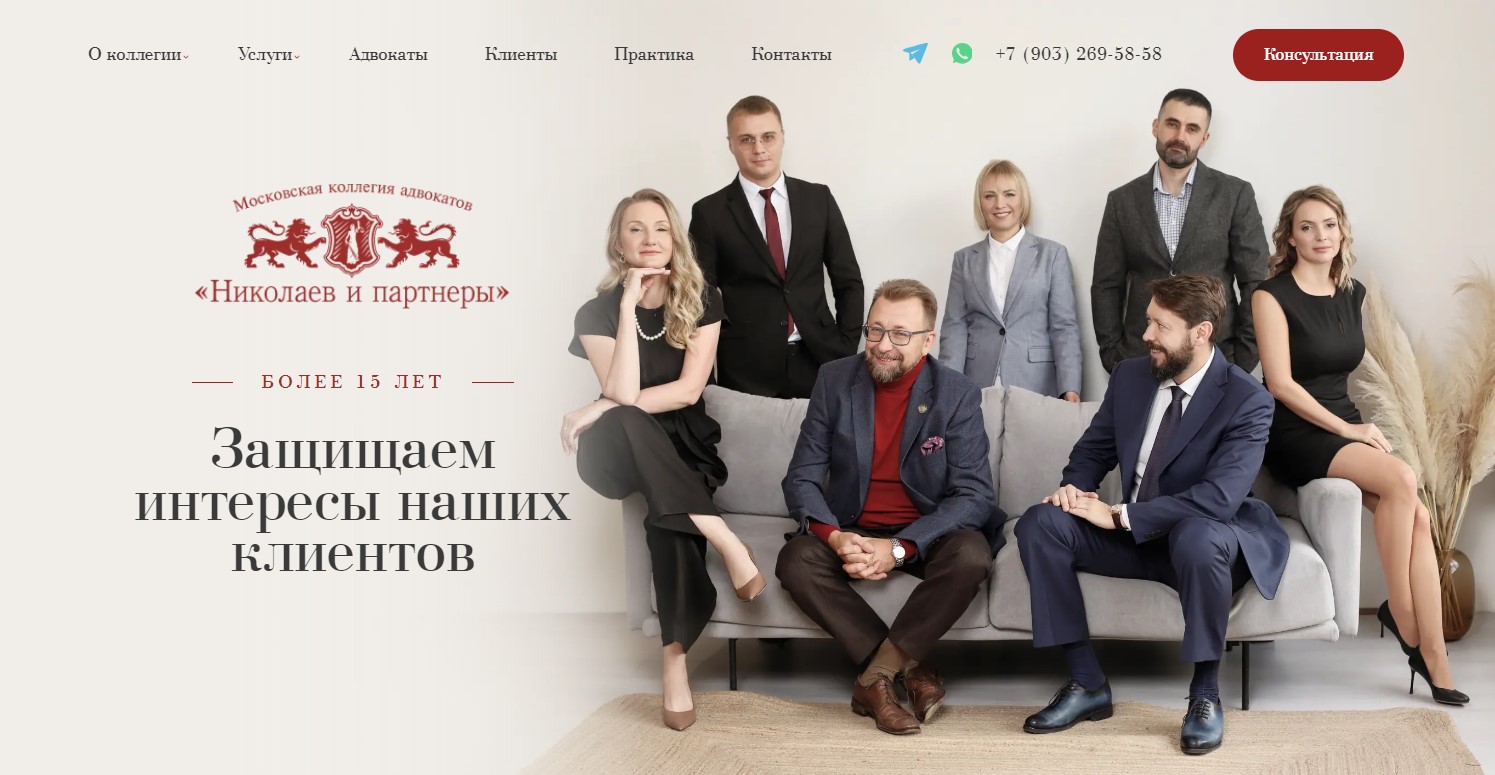 О коллегии
Услуги
Адвокаты
Клиенты
Практика
Контакты
+7 (903) 269-58-58
Консультация
Московская коллегия адвокатов
«Николаев и партнеры»
БОЛЕЕ 15 ЛЕТ
Защищаем
интересы наших
клиентов